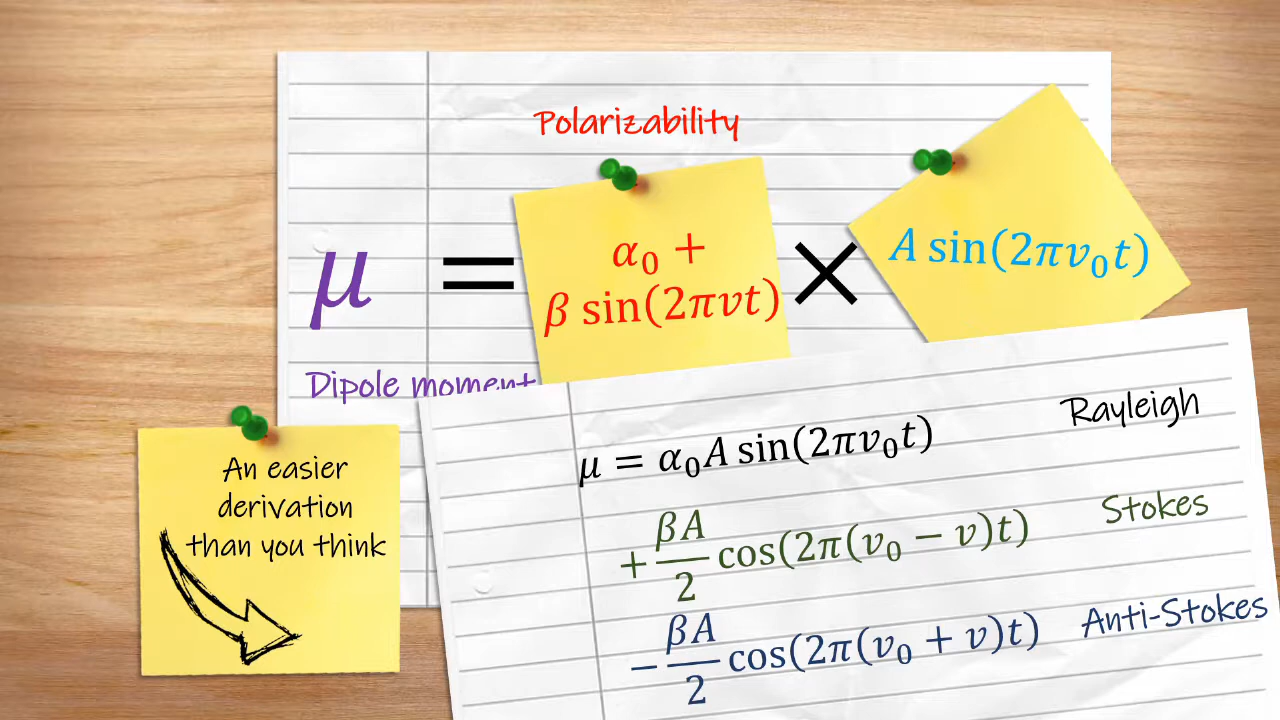 Polarizability
μ = α₀ + × A sin(2πν₀t)
β sin(2πνt)
Dipole moment
μ = α₀A sin(2πν₀t) Rayleigh
+ βA/2 cos(2π(ν₀ − ν)t) Stokes
− βA/2 cos(2π(ν₀ + ν)t) Anti-Stokes
An easier
derivation
than you think